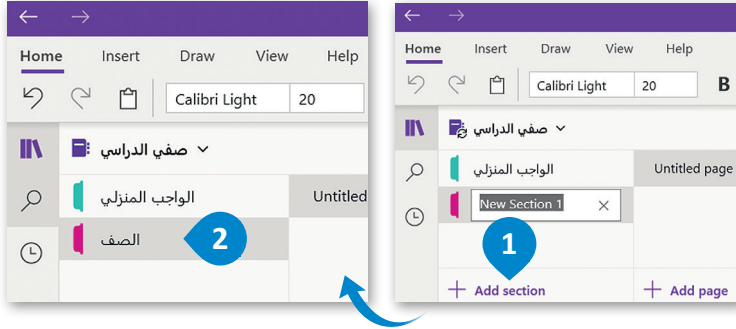 Home Insert Draw View Help
Calibri Light 20
صفي الدراسي
الواجب المنزلي
Untitled
الصف
2
Home Insert Draw View Help
Calibri Light 20 B
صفي الدراسي
الواجب المنزلي
Untitled page
New Section 1
1
Add section
Add page